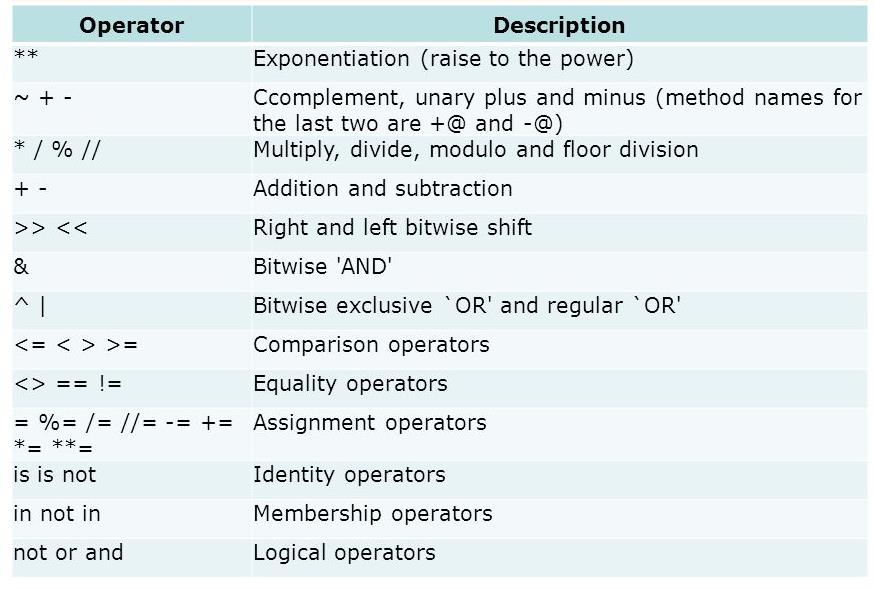 Operator Description
** Exponentiation (raise to the power)
~ + - Ccomplement, unary plus and minus (method names for
the last two are +@ and -@)
* / % // Multiply, divide, modulo and floor division
+ - Addition and subtraction
>> << Right and left bitwise shift
& Bitwise 'AND'
^ | Bitwise exclusive `OR' and regular `OR'
<= < > >= Comparison operators
<> == != Equality operators
= %= /= //= -= += Assignment operators
*= **=
is is not Identity operators
in not in Membership operators
not or and Logical operators